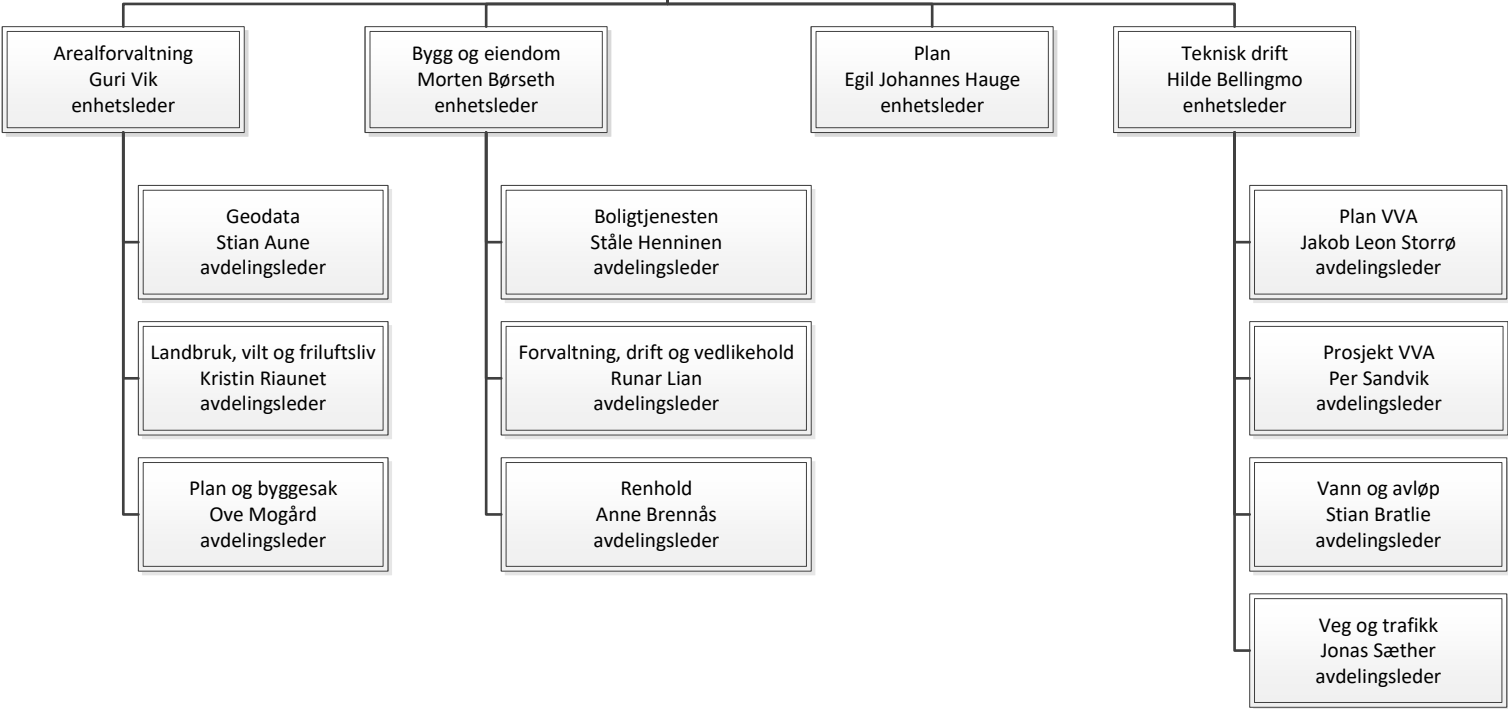 Arealforvaltning
Guri Vik
enhetsleder
Bygg og eiendom
Morten Børseth
enhetsleder
Plan
Egil Johannes Hauge
enhetsleder
Teknisk drift
Hilde Bellingmo
enhetsleder
Geodata
Stian Aune
avdelingsleder
Landbruk, vilt og friluftsliv
Kristin Riaunet
avdelingsleder
Plan og byggesak
Ove Mogård
avdelingsleder
Boligtjenesten
Ståle Henninen
avdelingsleder
Forvaltning, drift og vedlikehold
Runar Lian
avdelingsleder
Renhold
Anne Brennås
avdelingsleder
Plan VVA
Jakob Leon Storrø
avdelingsleder
Prosjekt VVA
Per Sandvik
avdelingsleder
Vann og avløp
Stian Bratlie
avdelingsleder
Veg og trafikk
Jonas Sæther
avdelingsleder